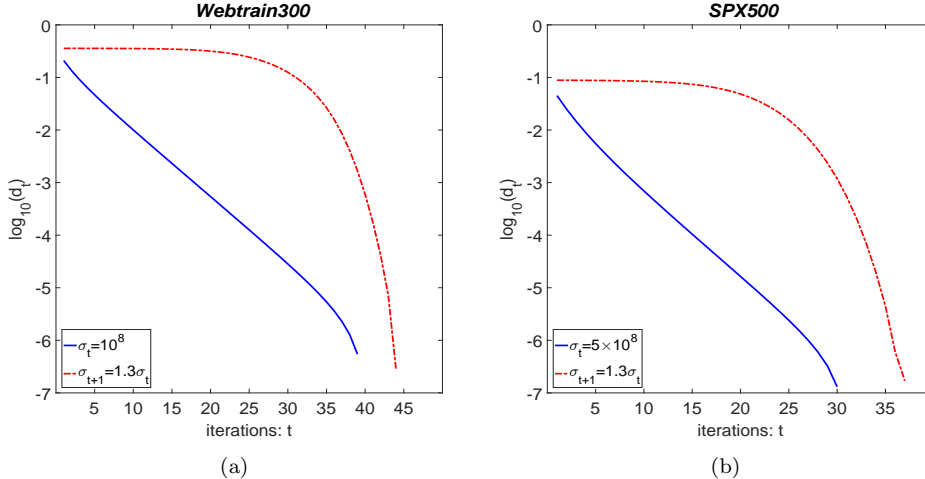 Webtrain300
0
-1
-2
-3
-4
-5
-6
-7
log10(dt)
σt=10^8
σt+1=1.3σt
5 10 15 20 25 30 35 40 45
iterations: t
(a)
SPX500
0
-1
-2
-3
-4
-5
-6
-7
log10(dt)
σt=5×10^8
σt+1=1.3σt
5 10 15 20 25 30 35
iterations: t
(b)